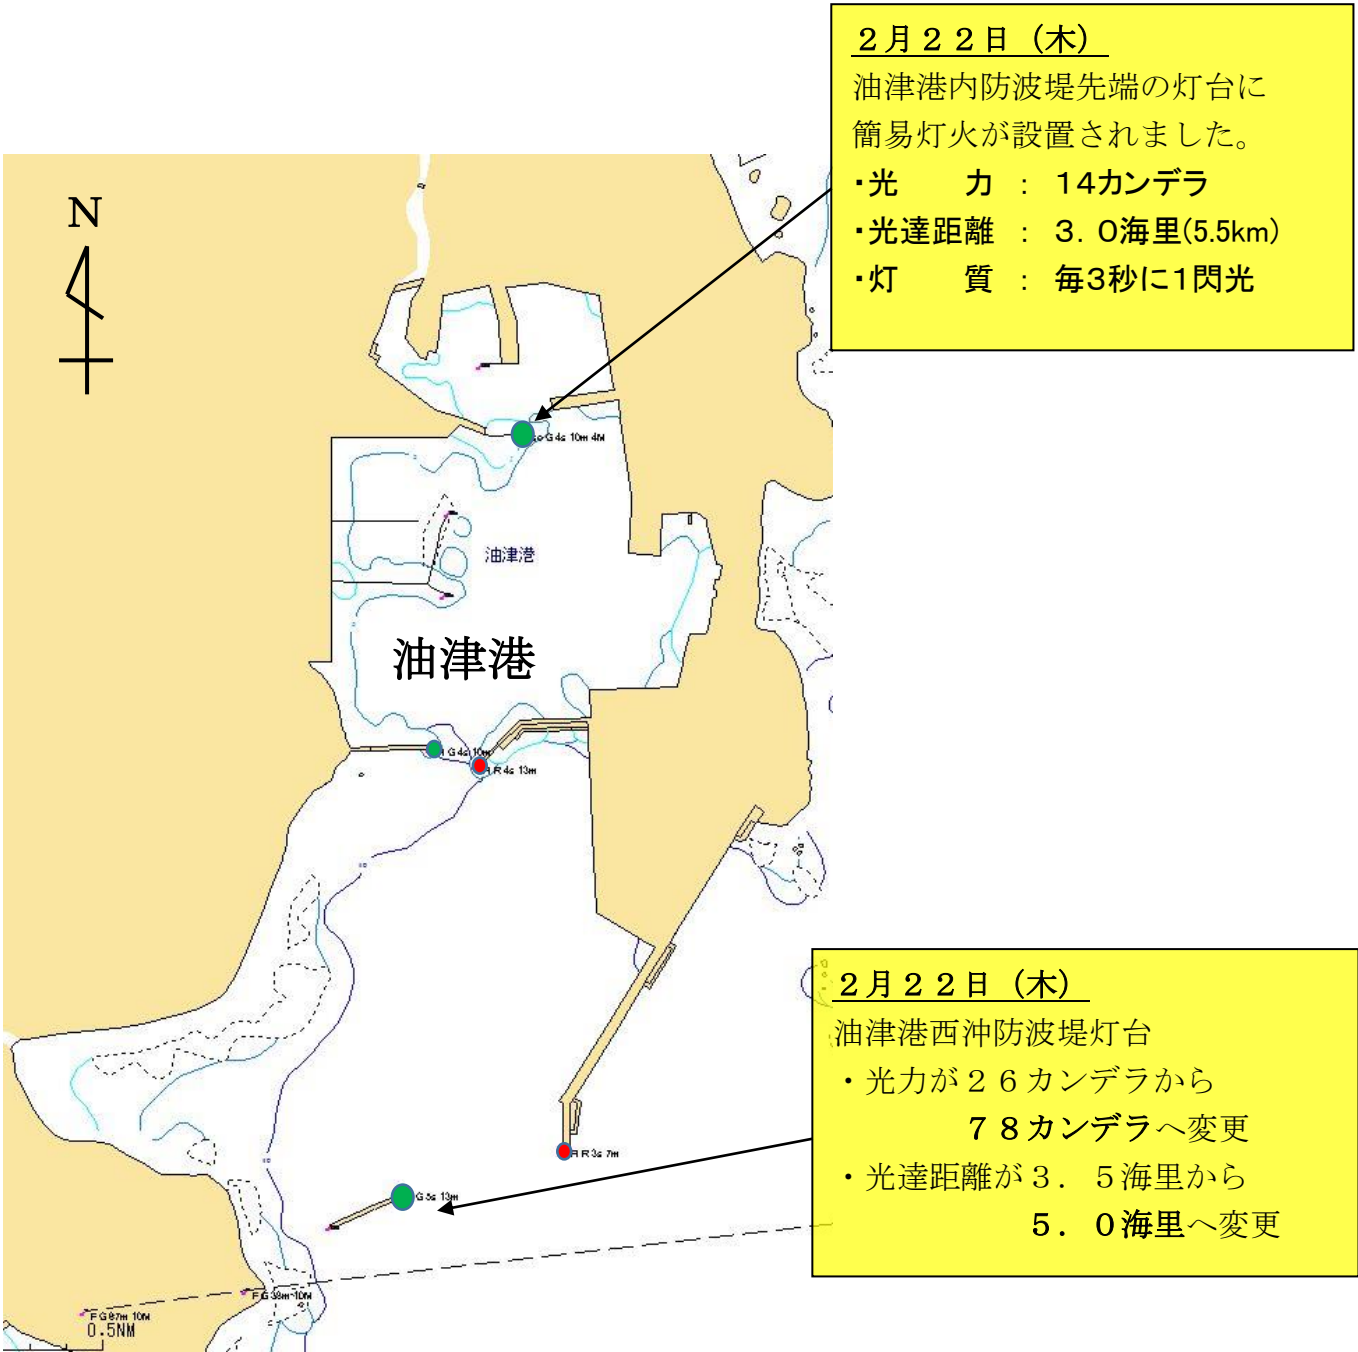 ２月２２日（木）
油津港内防波堤先端の灯台に
簡易灯火が設置されました。
・光　　力 ： 14カンデラ
・光達距離 ： 3．0海里(5.5km)
・灯　　質 ： 毎3秒に1閃光
N
G 4s 10m 4M
油津港
油津港
G 4s 10m
R 4s 13m
２月２２日（木）
油津港西沖防波堤灯台
・光力が２６カンデラから
７８カンデラへ変更
・光達距離が３．５海里から
５．０海里へ変更
R 3s 7m
G 5s 13m
F G 38m 10M
F G 87m 10M
0.5NM